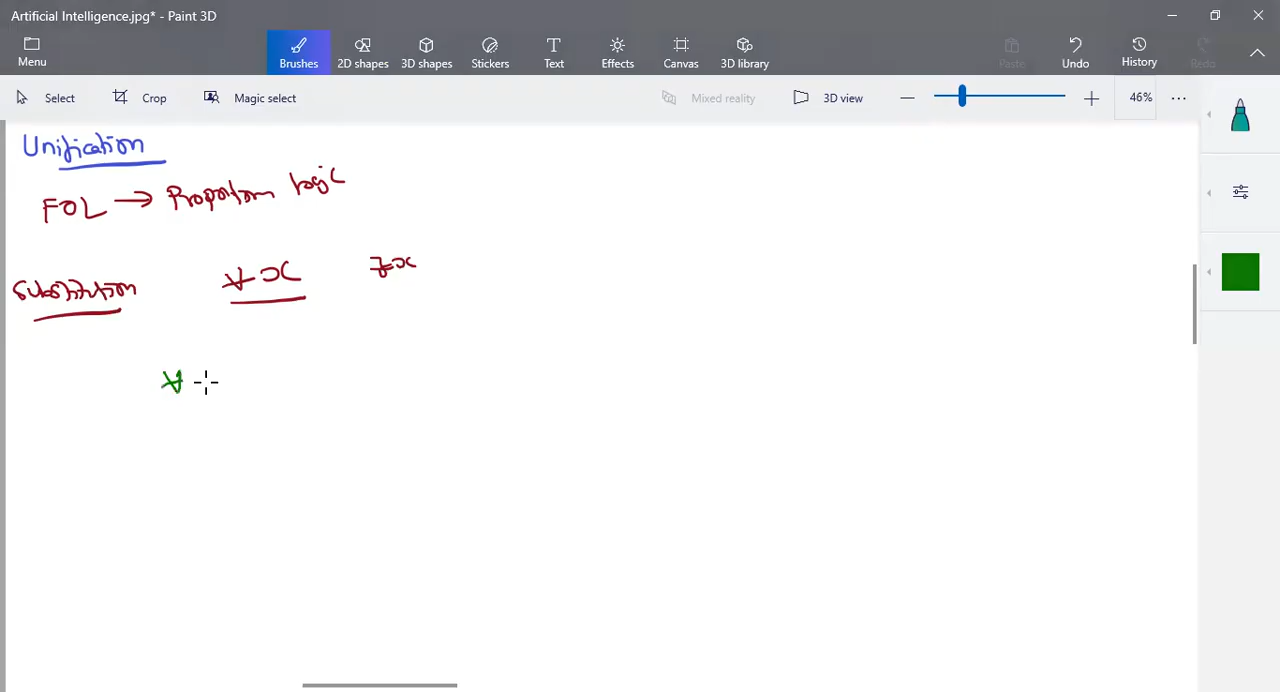 Artificial Intelligence.jpg* - Paint 3D
Menu
Brushes
2D shapes
3D shapes
Stickers
Text
Effects
Canvas
3D library
Paste
Undo
History
Redo
Select
Crop
Magic select
Mixed reality
3D view
46%
Unification
FOL → logic
Substitution ∀x ∃x
∀